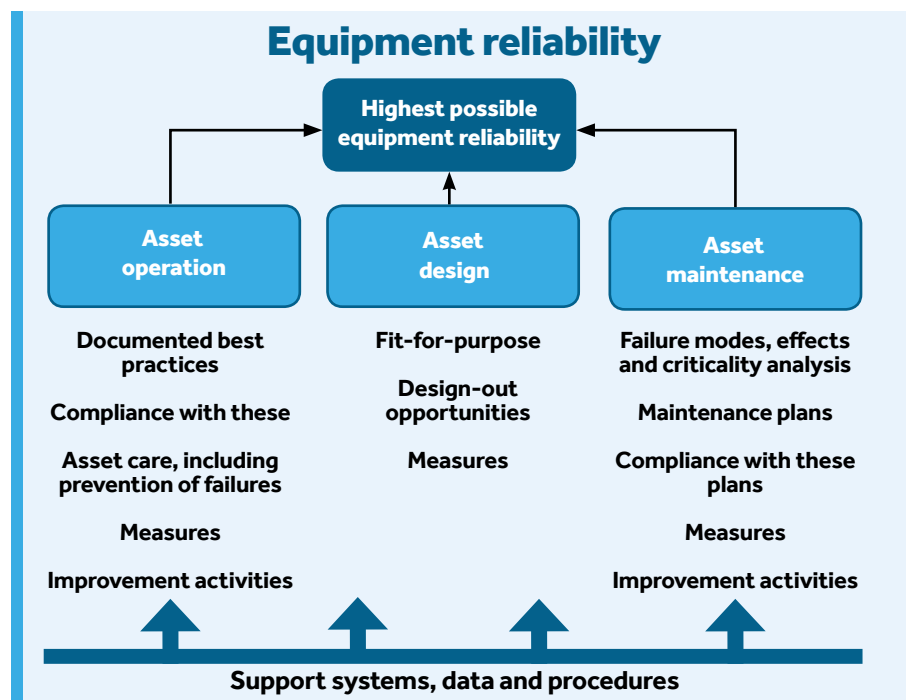 Equipment reliability
Highest possible
equipment reliability
Asset
operation
Documented best
practices
Compliance with these
Asset care, including
prevention of failures
Measures
Improvement activities
Asset
design
Fit-for-purpose
Design-out
opportunities
Measures
Asset
maintenance
Failure modes, effects
and criticality analysis
Maintenance plans
Compliance with these
plans
Measures
Improvement activities
Support systems, data and procedures